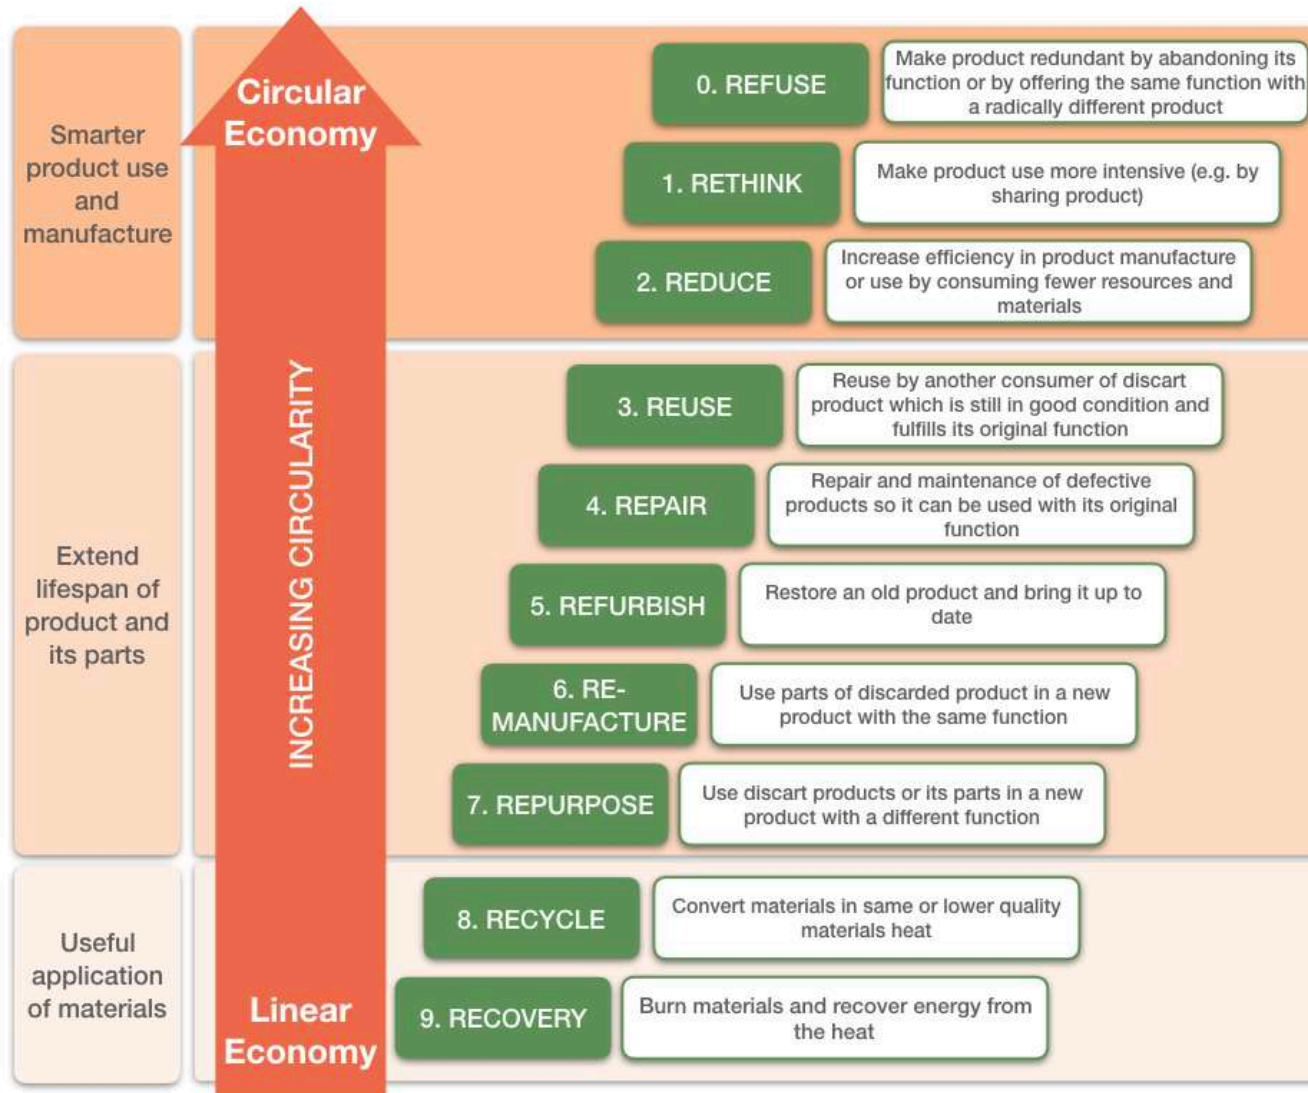 Circular
Economy
Smarter
product use
and
manufacture
0. REFUSE
Make product redundant by abandoning its
function or by offering the same function with
a radically different product
1. RETHINK
Make product use more intensive (e.g. by
sharing product)
2. REDUCE
Increase efficiency in product manufacture
or use by consuming fewer resources and
materials
INCREASING CIRCULARITY
Extend
lifespan of
product and
its parts
3. REUSE
Reuse by another consumer of discart
product which is still in good condition and
fulfills its original function
4. REPAIR
Repair and maintenance of defective
products so it can be used with its original
function
5. REFURBISH
Restore an old product and bring it up to
date
6. RE-
MANUFACTURE
Use parts of discarded product in a new
product with the same function
7. REPURPOSE
Use discart products or its parts in a new
product with a different function
Useful
application
of materials
8. RECYCLE
Convert materials in same or lower quality
materials heat
9. RECOVERY
Burn materials and recover energy from
the heat
Linear
Economy